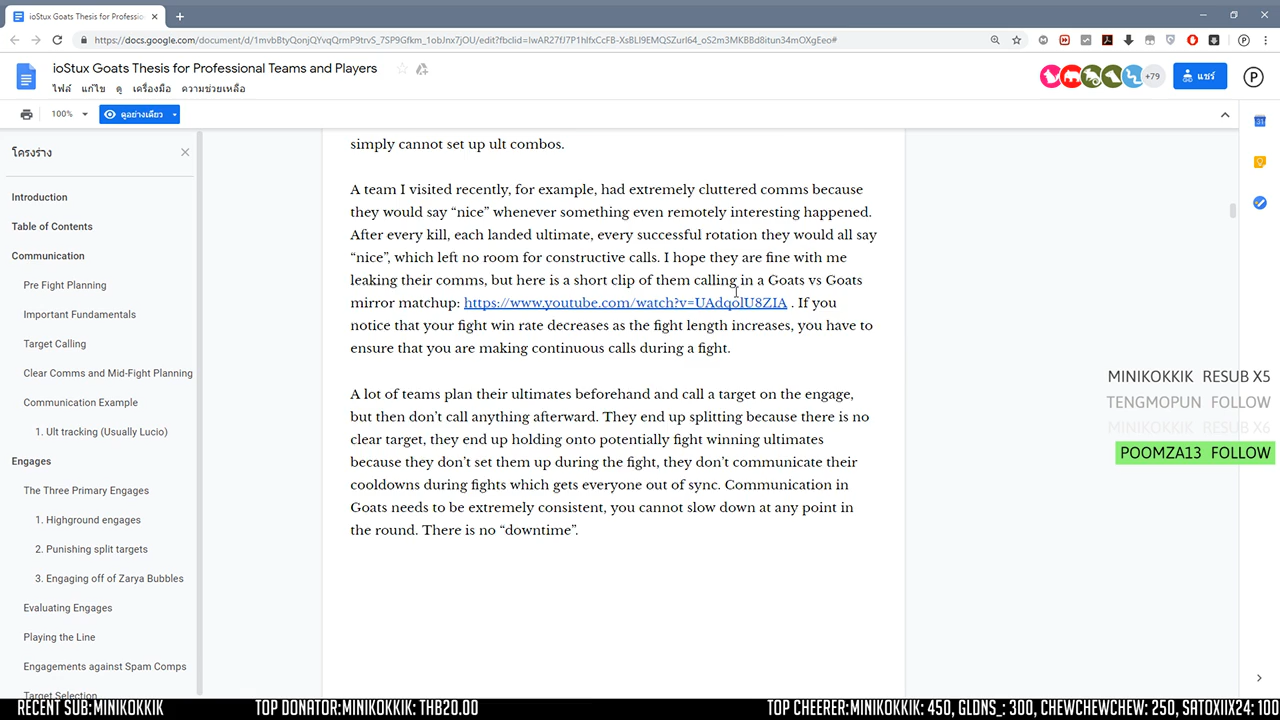 ioStux Goats Thesis for Professio
https://docs.google.com/document/d/1mvbBtyQonjQYvqQrmP9trvS_7SP9Gfkm_1obJnx7jOU/edit?fbclid=IwAR27fJ7P1hlfxCcFB-XsBLI9EMQSZurl64_oS2m3MKBBd8itun34mOXgEeo#
ioStux Goats Thesis for Professional Teams and Players
ไฟล์ แก้ไข ดู เครื่องมือ ความช่วยเหลือ
+79
แชร์
P
100%
ดูอย่างเดียว
โครงร่าง
Introduction
Table of Contents
Communication
Pre Fight Planning
Important Fundamentals
Target Calling
Clear Comms and Mid-Fight Planning
Communication Example
1. Ult tracking (Usually Lucio)
Engages
The Three Primary Engages
1. Highground engages
2. Punishing split targets
3. Engaging off of Zarya Bubbles
Evaluating Engages
Playing the Line
Engagements against Spam Comps
Target Selection
simply cannot set up ult combos.
A team I visited recently, for example, had extremely cluttered comms because
they would say “nice” whenever something even remotely interesting happened.
After every kill, each landed ultimate, every successful rotation they would all say
“nice”, which left no room for constructive calls. I hope they are fine with me
leaking their comms, but here is a short clip of them calling in a Goats vs Goats
mirror matchup: https://www.youtube.com/watch?v=UAdqolU8ZIA . If you
notice that your fight win rate decreases as the fight length increases, you have to
ensure that you are making continuous calls during a fight.
A lot of teams plan their ultimates beforehand and call a target on the engage,
but then don’t call anything afterward. They end up splitting because there is no
clear target, they end up holding onto potentially fight winning ultimates
because they don’t set them up during the fight, they don’t communicate their
cooldowns during fights which gets everyone out of sync. Communication in
Goats needs to be extremely consistent, you cannot slow down at any point in
the round. There is no “downtime”.
MINIKOKKIK RESUB X5
TENGMOPUN FOLLOW
MINIKOKKIK RESUB X6
POOMZA13 FOLLOW
RECENT SUB:MINIKOKKIK TOP DONATOR:MINIKOKKIK: THB20.00 TOP CHEERER:MINIKOKKIK: 450, GLDNS_: 300, CHEWCHEWCHEW: 250, SATOXIIX24: 100